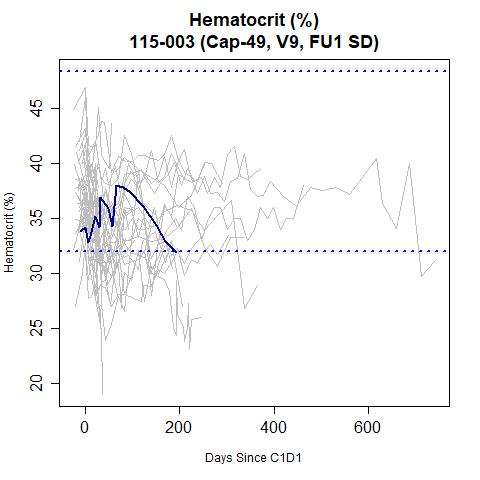 Hematocrit (%)
115-003 (Cap-49, V9, FU1 SD)
Hematocrit (%)
45
40
35
30
25
20
0 200 400 600
Days Since C1D1